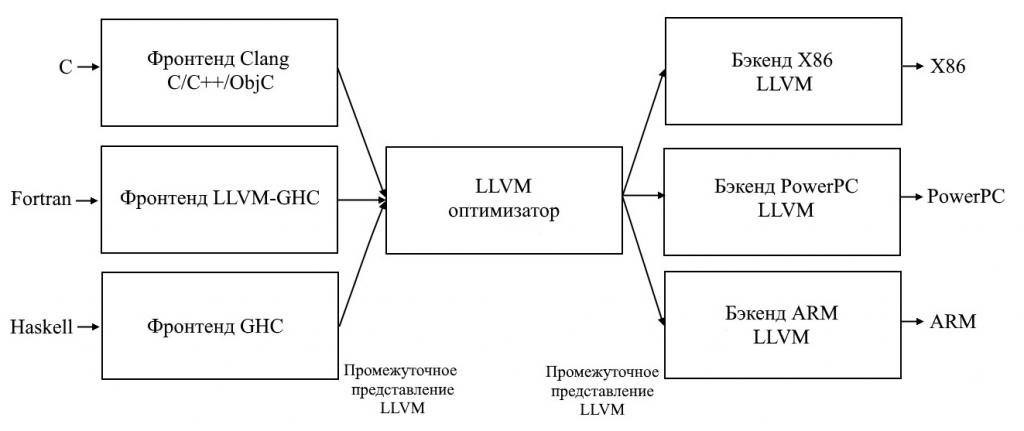 C
Фронтенд Clang
C/C++/ObjC
Бэкенд X86
LLVM
X86
Fortran
Фронтенд LLVM-GHC
LLVM
оптимизатор
Бэкенд PowerPC
LLVM
PowerPC
Haskell
Фронтенд GHC
Бэкенд ARM
LLVM
ARM
Промежуточное
представление
LLVM
Промежуточное
представление
LLVM